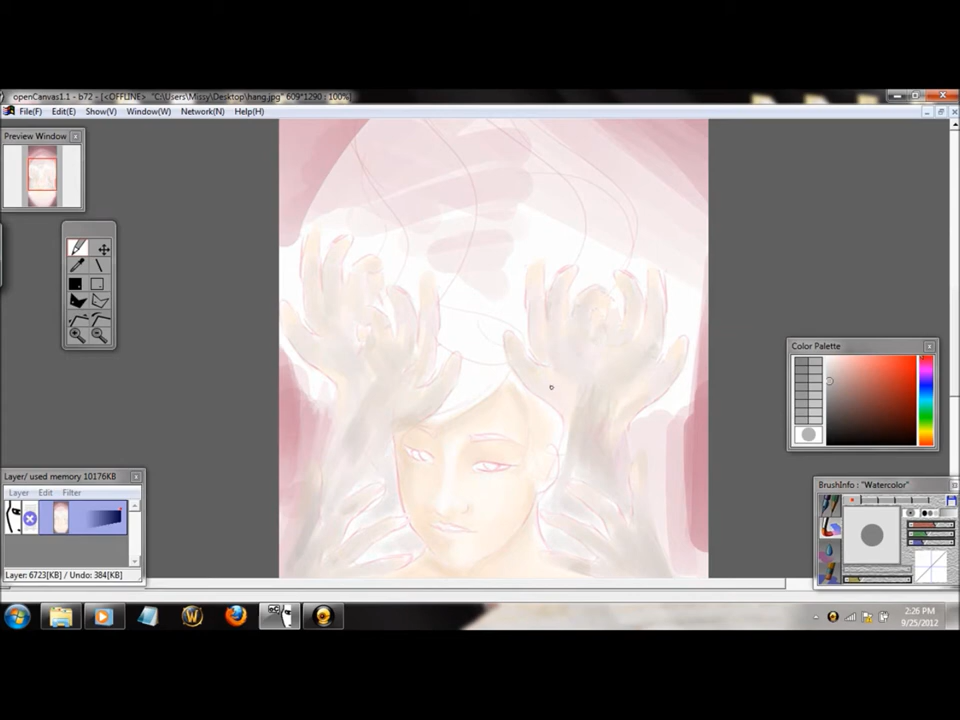 openCanvas1.1 - b72 - [<OFFLINE> "C:\Users\Missy\Desktop\hang.jpg" 609*1290 : 100%]
File(F) Edit(E) Show(V) Window(W) Network(N) Help(H)
Preview Window
Color Palette
Layer/ used memory 10176KB
Layer Edit Filter
BrushInfo : "Watercolor"
Layer: 6723[KB] / Undo: 384[KB]
2:26 PM
9/25/2012